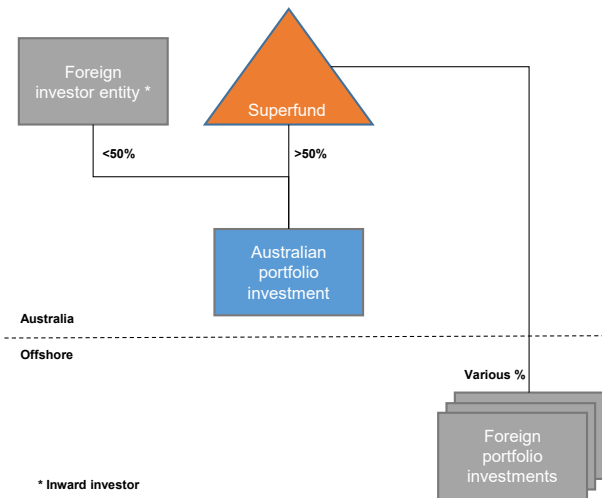 Foreign
investor entity *
Superfund
<50%
>50%
Australian
portfolio
investment
Australia
Offshore
Various %
Foreign
portfolio
investments
* Inward investor